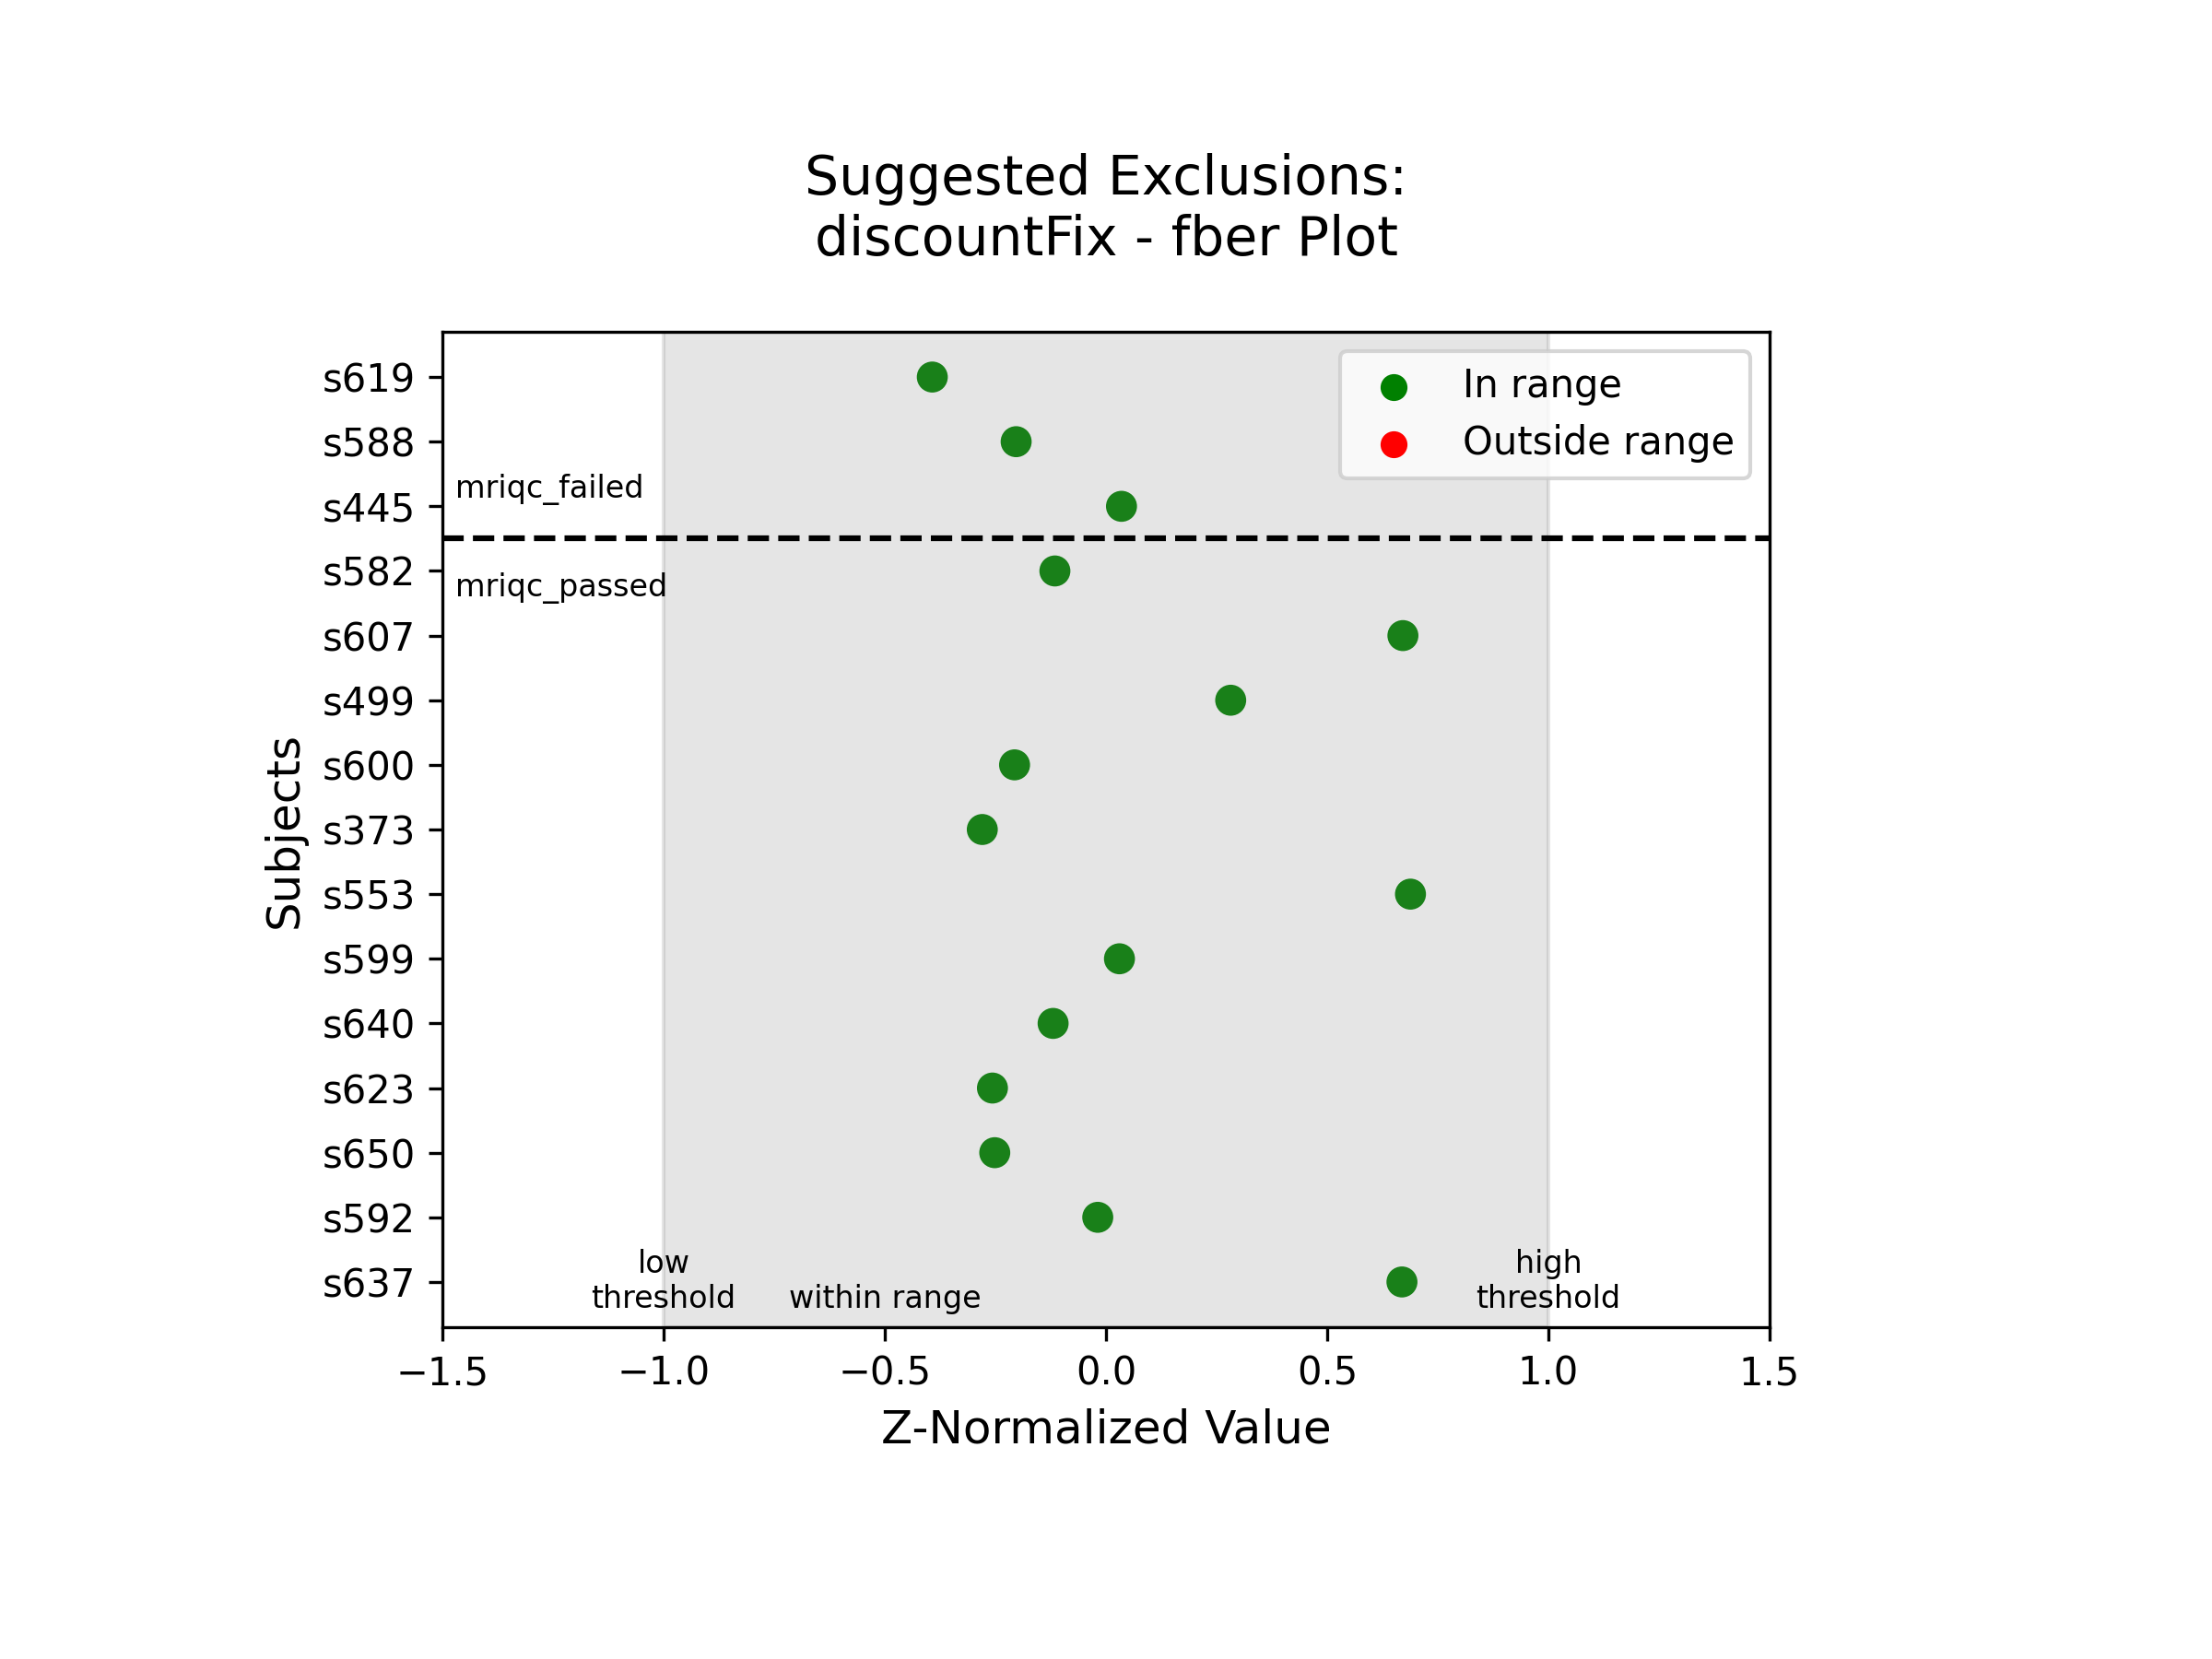 Suggested Exclusions:
discountFix - fber Plot
In range
Outside range
mriqc_failed
mriqc_passed
Subjects
s619
s588
s445
s582
s607
s499
s600
s373
s553
s599
s640
s623
s650
s592
s637
low
threshold
within range
high
threshold
−1.5 −1.0 −0.5 0.0 0.5 1.0 1.5
Z-Normalized Value